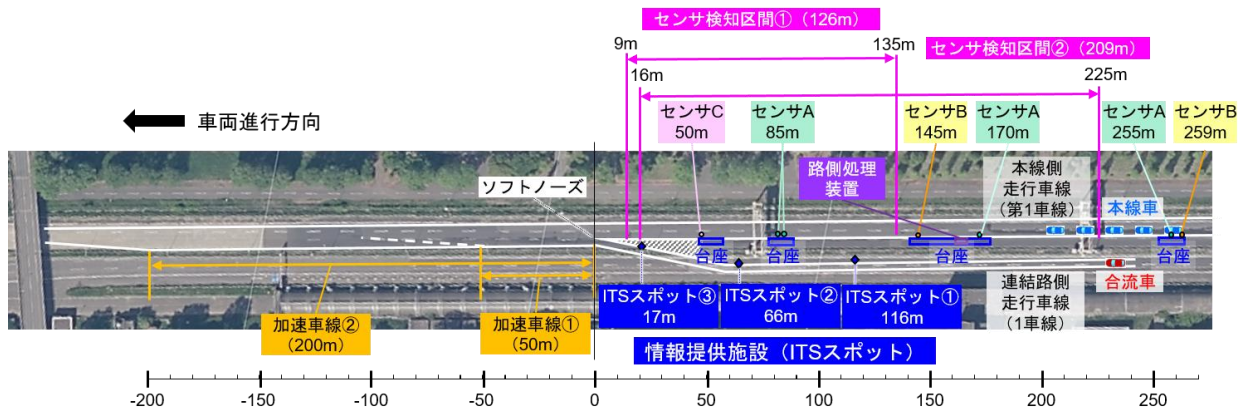 センサ検知区間①（126m）
9m
135m
センサ検知区間②（209m）
16m
225m
車両進行方向
センサC
50m
センサA
85m
センサB
145m
センサA
170m
センサA
255m
センサB
259m
ソフトノーズ
路側処理
装置
本線側
走行車線
（第1車線）
本線車
台座
台座
台座
台座
ITSスポット③
17m
ITSスポット②
66m
ITSスポット①
116m
連結路側
走行車線
（1車線）
合流車
加速車線②
（200m）
加速車線①
（50m）
情報提供施設（ITSスポット）
-200
-150
-100
-50
0
50
100
150
200
250